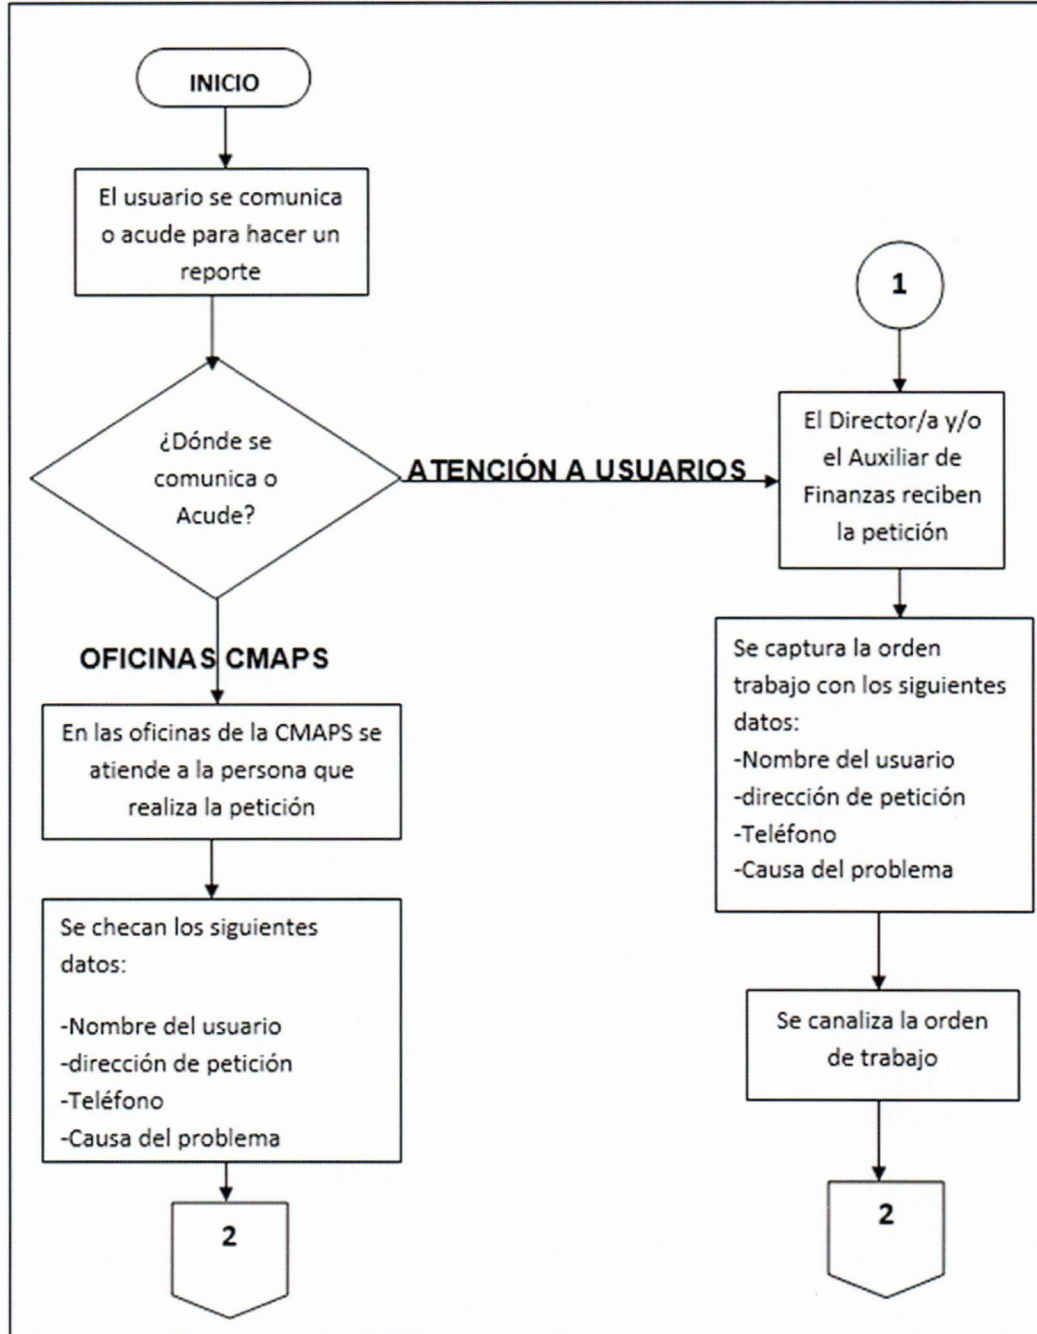 INICIO
El usuario se comunica
o acude para hacer un
reporte
¿Dónde se
comunica o
Acude?
ATENCIÓN A USUARIOS
OFICINAS CMAPS
En las oficinas de la CMAPS se
atiende a la persona que
realiza la petición
Se checan los siguientes
datos:
-Nombre del usuario
-dirección de petición
-Teléfono
-Causa del problema
2
1
El Director/a y/o
el Auxiliar de
Finanzas reciben
la petición
Se captura la orden
trabajo con los siguientes
datos:
-Nombre del usuario
-dirección de petición
-Teléfono
-Causa del problema
Se canaliza la orden
de trabajo
2